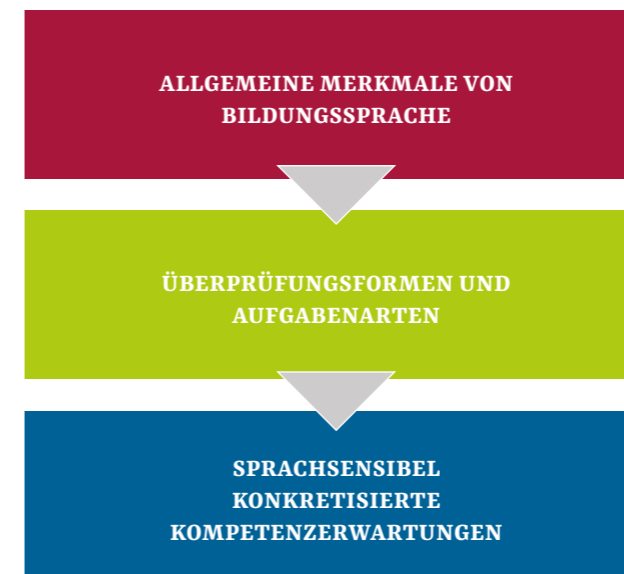 ALLGEMEINE MERKMALE VON
BILDUNGSSPRACHE
ÜBERPRÜFUNGSFORMEN UND
AUFGABENARTEN
SPRACHSENSIBEL
KONKRETISIERTE
KOMPETENZERWARTUNGEN